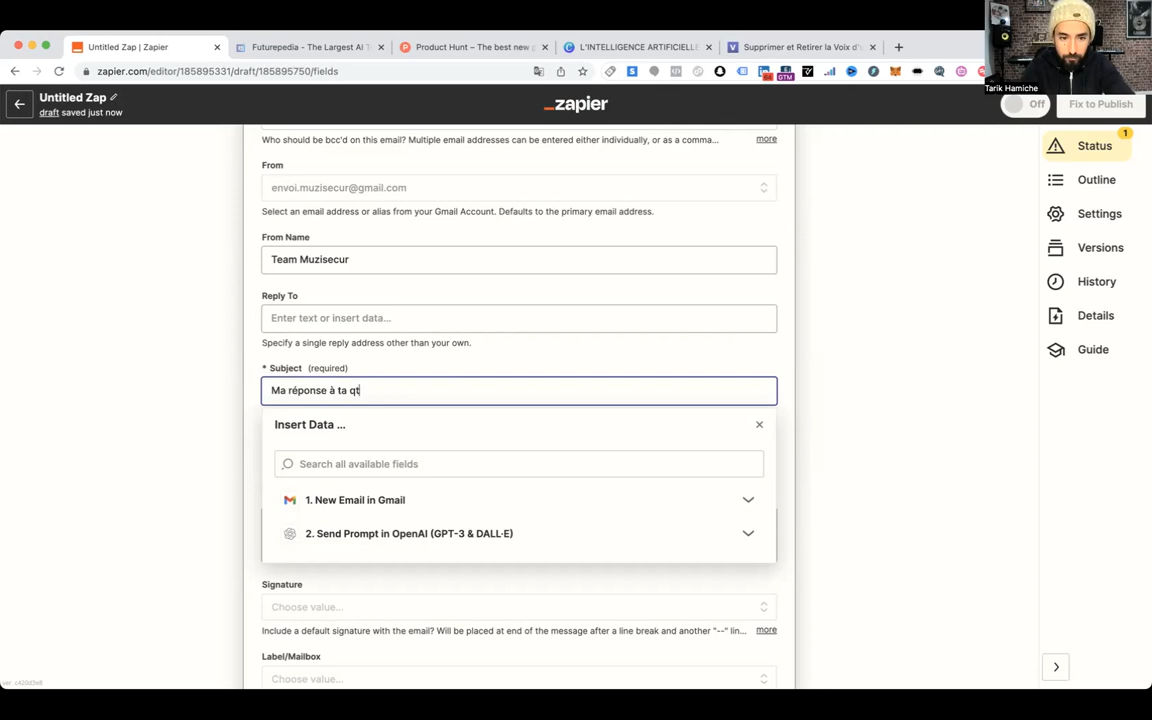 Untitled Zap | Zapier
Futurepedia - The Largest AI T
Product Hunt – The best new p
L'INTELLIGENCE ARTIFICIELLE
Supprimer et Retirer la Voix d'
zapier.com/editor/185895331/draft/185895750/fields
GTM
Tarik Hamiche
Untitled Zap
draft saved just now
_zapier
Off
Fix to Publish
Who should be bcc'd on this email? Multiple email addresses can be entered either individually, or as a comma... more
From
envoi.muzisecur@gmail.com
Select an email address or alias from your Gmail Account. Defaults to the primary email address.
From Name
Team Muzisecur
Reply To
Enter text or insert data...
Specify a single reply address other than your own.
* Subject (required)
Ma réponse à ta qt
Insert Data ...
Search all available fields
1. New Email in Gmail
2. Send Prompt in OpenAI (GPT-3 & DALL·E)
Signature
Choose value...
Include a default signature with the email? Will be placed at end of the message after a line break and another "--" lin... more
Label/Mailbox
Choose value...
1
Status
Outline
Settings
Versions
History
Details
Guide
ver. c420d3e8